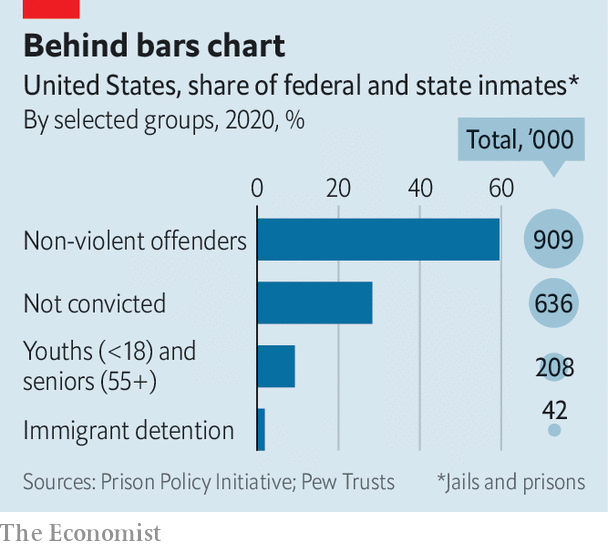 Behind bars chart
United States, share of federal and state inmates*
By selected groups, 2020, %
Total, ’000
0 20 40 60
Non-violent offenders 909
Not convicted 636
Youths (<18) and
seniors (55+) 208
Immigrant detention 42
Sources: Prison Policy Initiative; Pew Trusts *Jails and prisons
The Economist